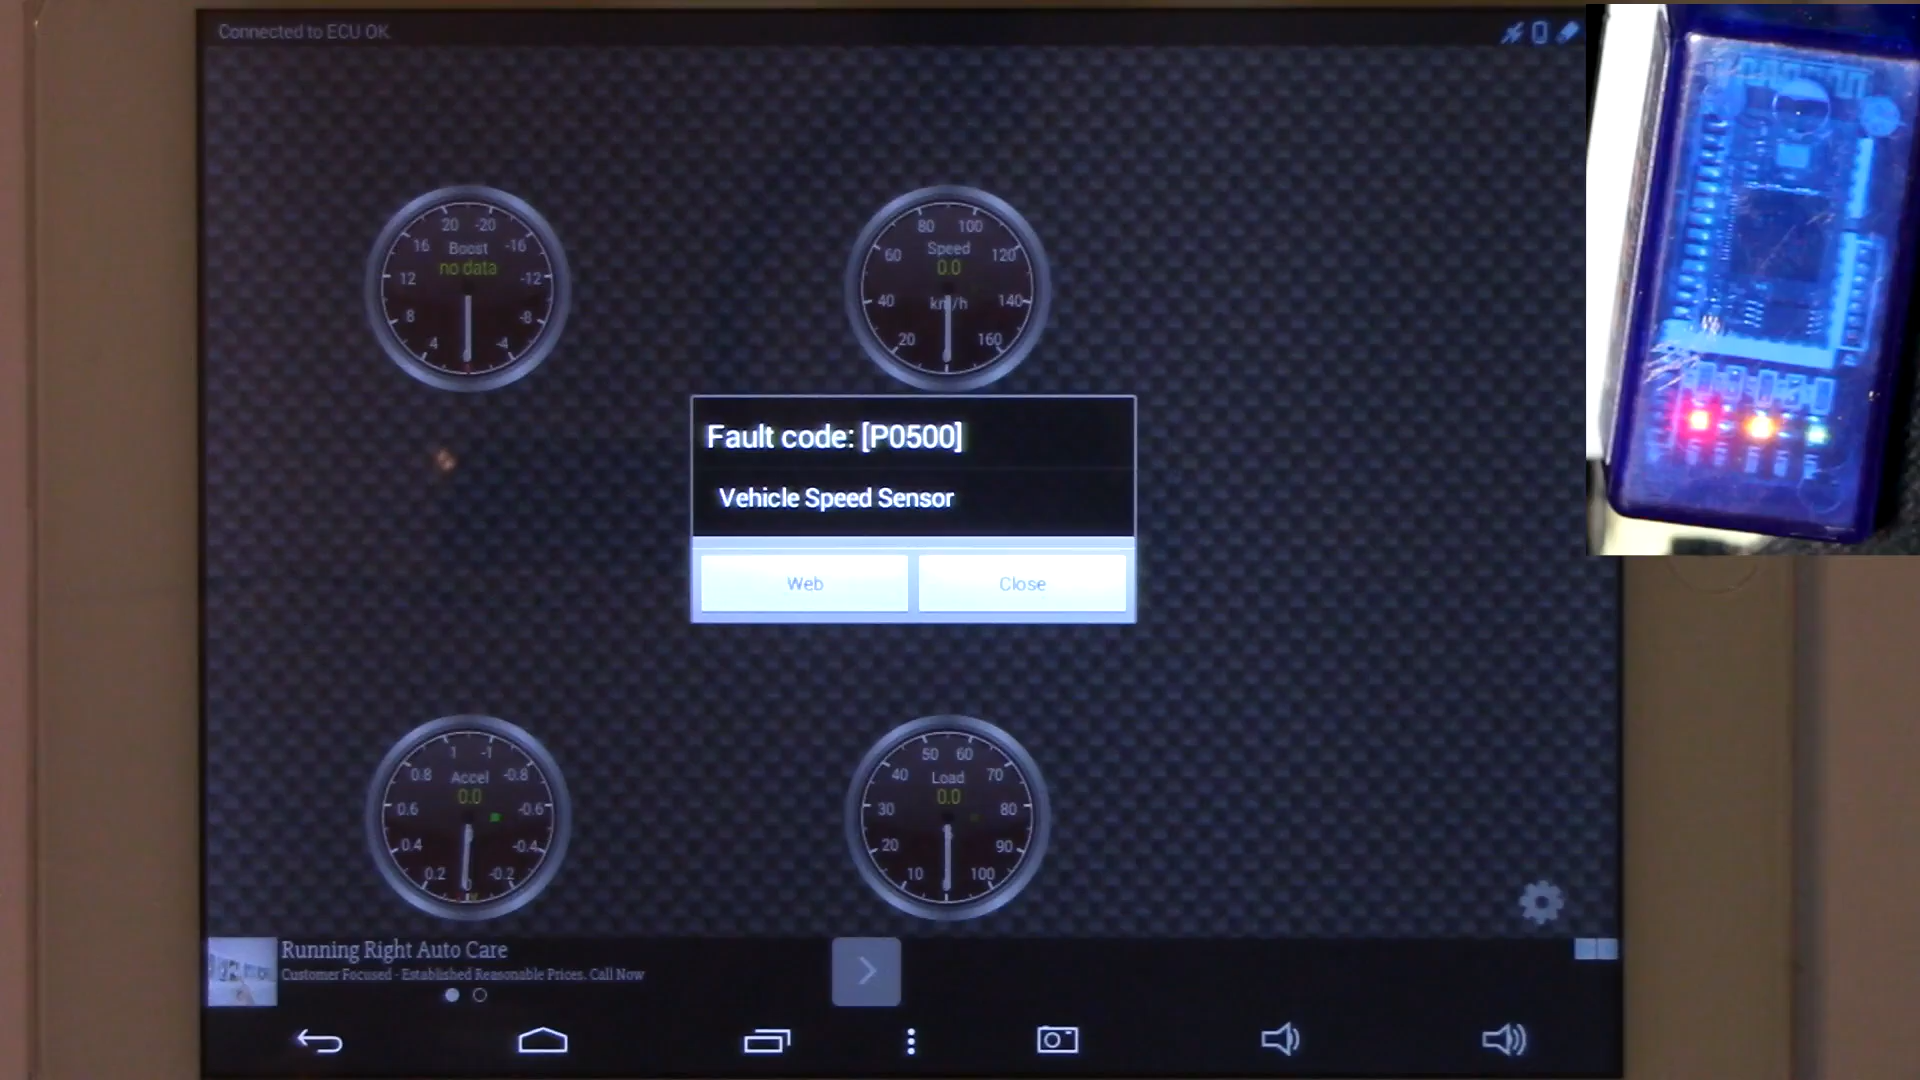 Connected to ECU OK
20 -20
16 Boost -16
no data
12 -12
8 -8
4 -4
80 100
60 Speed 120
0.0
40 km/h 140
20 160
Fault code: [P0500]
Vehicle Speed Sensor
Web Close
1 -1
0.8 Accel -0.8
0.0
0.6 -0.6
0.4 -0.4
0.2 0 -0.2
50 60
40 Load 70
0.0
30 80
20 90
10 100
Running Right Auto Care
Customer Focused - Established Reasonable Prices. Call Now